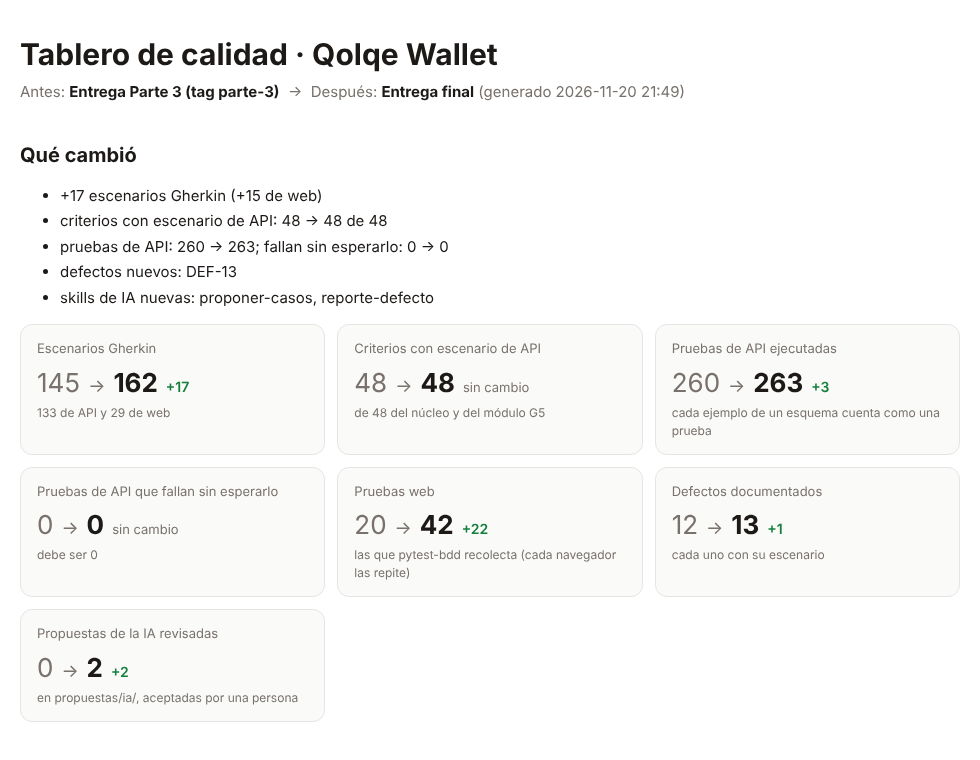 Tablero de calidad · Qolqe Wallet
Antes: Entrega Parte 3 (tag parte-3) → Después: Entrega final (generado 2026-11-20 21:49)
Qué cambió
• +17 escenarios Gherkin (+15 de web)
• criterios con escenario de API: 48 → 48 de 48
• pruebas de API: 260 → 263; fallan sin esperarlo: 0 → 0
• defectos nuevos: DEF-13
• skills de IA nuevas: proponer-casos, reporte-defecto
Escenarios Gherkin
145 → 162 +17
133 de API y 29 de web
Criterios con escenario de API
48 → 48 sin cambio
de 48 del núcleo y del módulo G5
Pruebas de API ejecutadas
260 → 263 +3
cada ejemplo de un esquema cuenta como una
prueba
Pruebas de API que fallan sin esperarlo
0 → 0 sin cambio
debe ser 0
Pruebas web
20 → 42 +22
las que pytest-bdd recolecta (cada navegador
las repite)
Defectos documentados
12 → 13 +1
cada uno con su escenario
Propuestas de la IA revisadas
0 → 2 +2
en propuestas/ia/, aceptadas por una persona